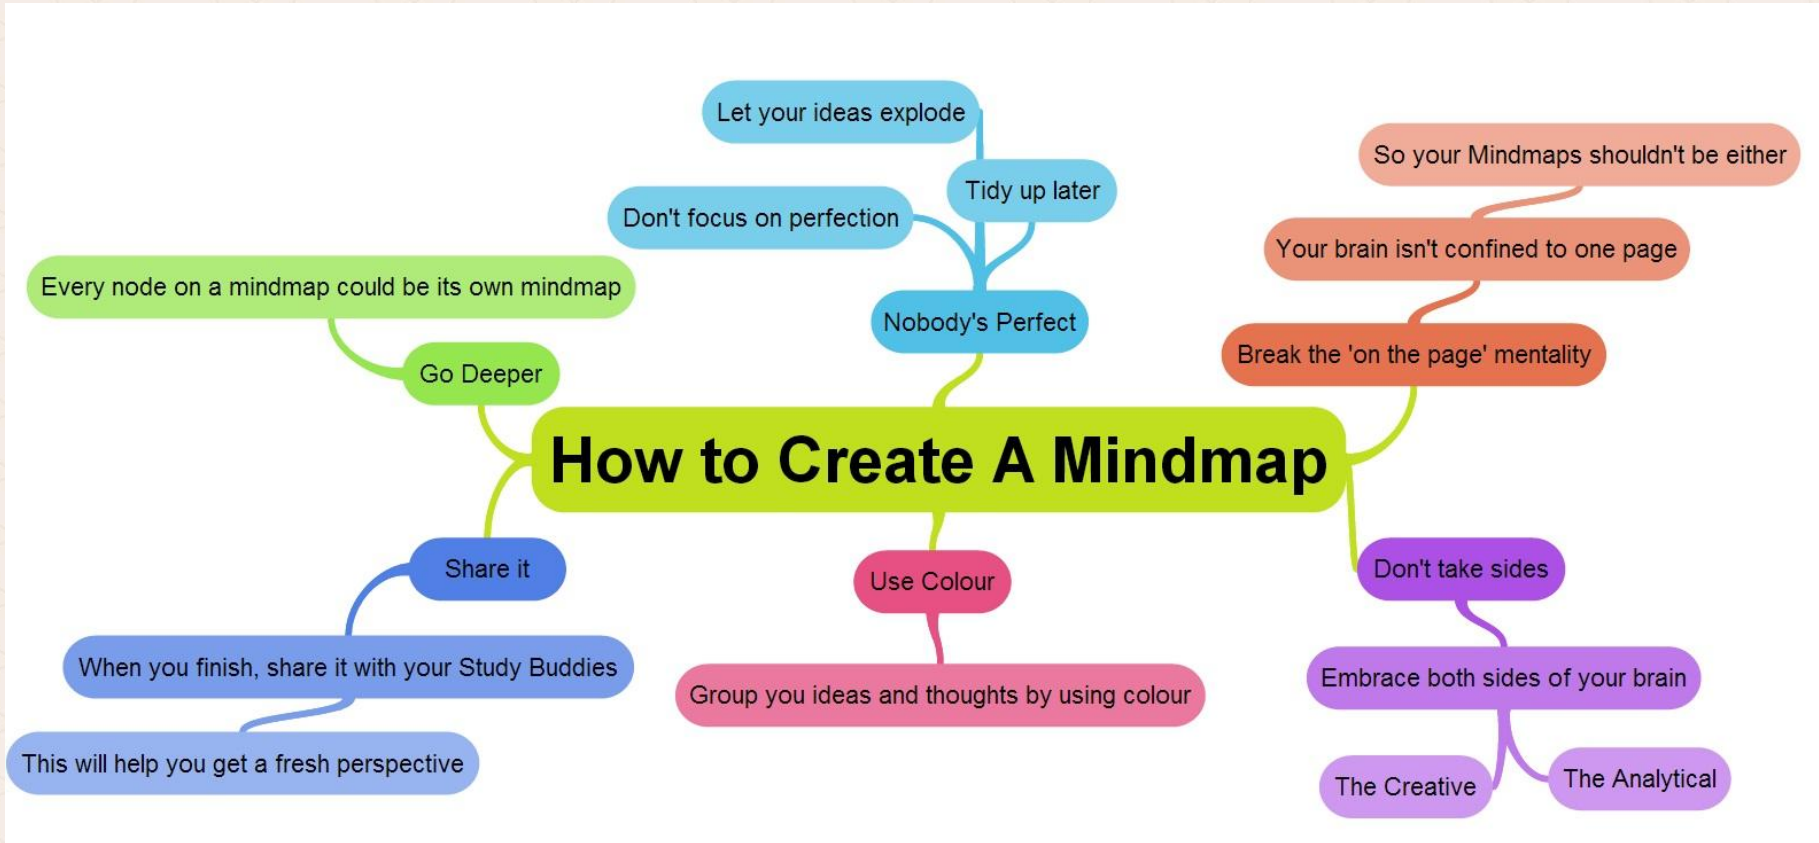 Let your ideas explode
Tidy up later
Don't focus on perfection
Nobody's Perfect
So your Mindmaps shouldn't be either
Your brain isn't confined to one page
Break the 'on the page' mentality
Every node on a mindmap could be its own mindmap
Go Deeper
How to Create A Mindmap
Share it
When you finish, share it with your Study Buddies
This will help you get a fresh perspective
Use Colour
Group you ideas and thoughts by using colour
Don't take sides
Embrace both sides of your brain
The Creative
The Analytical